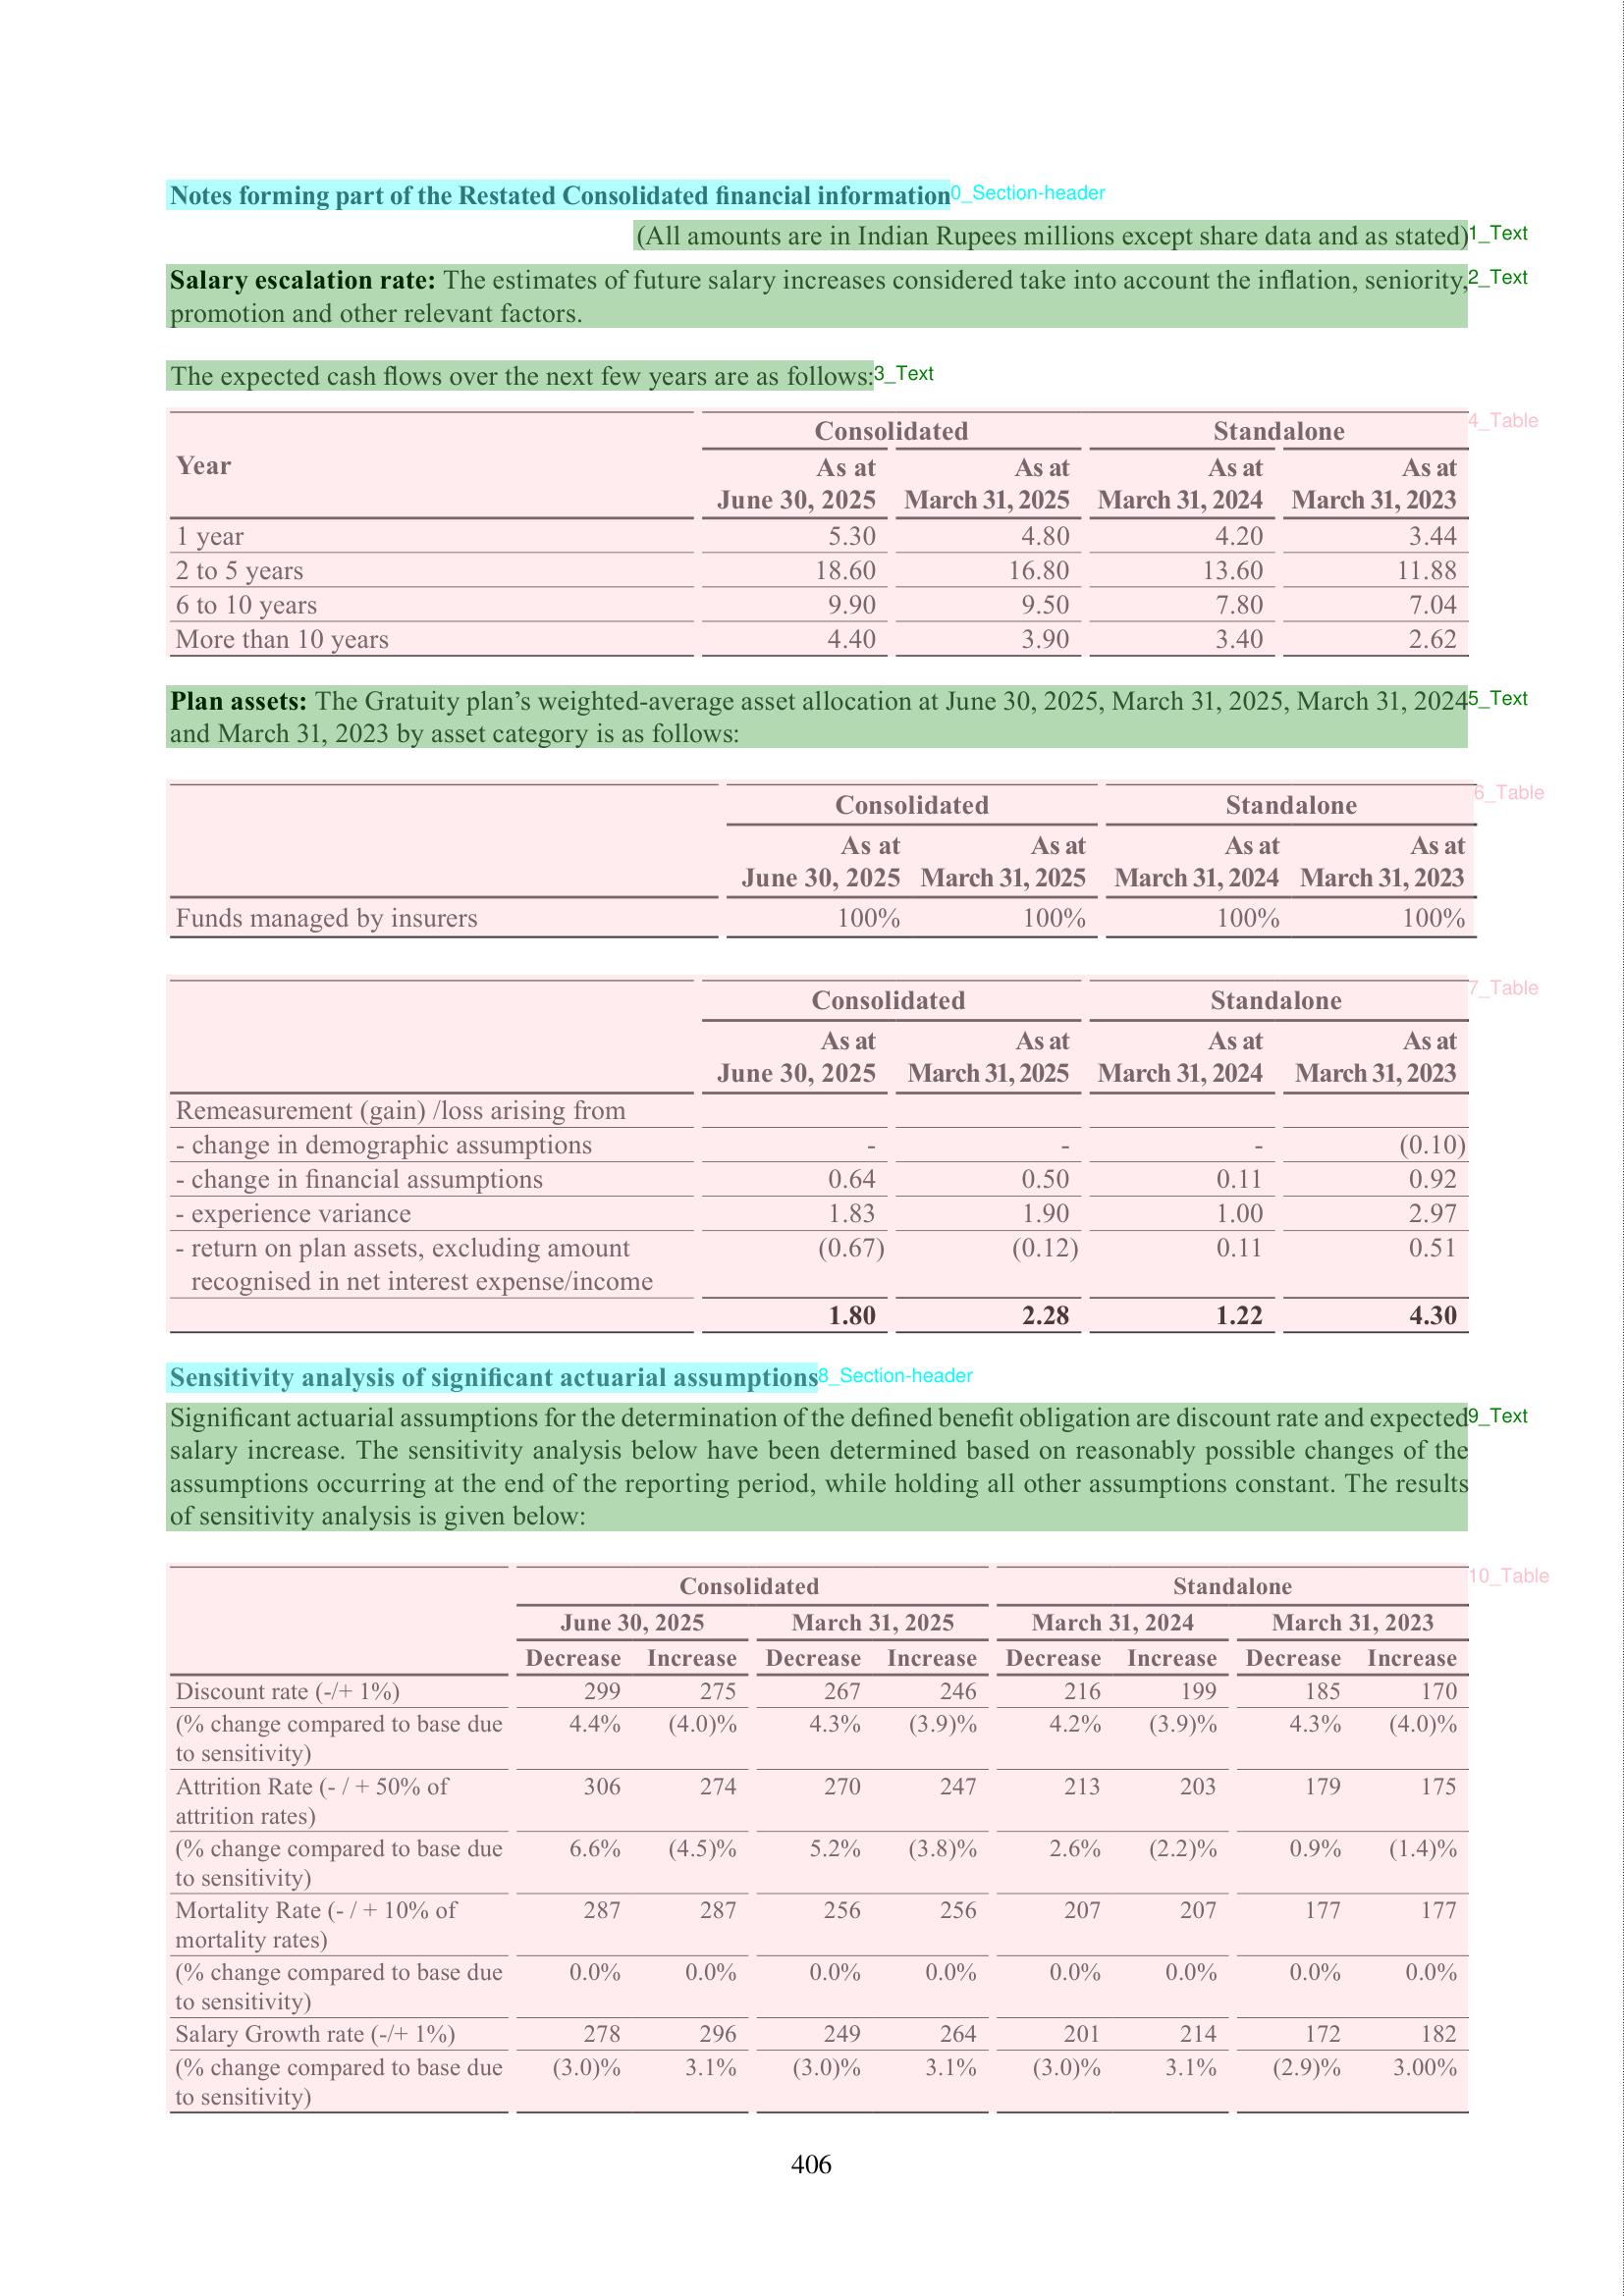 Notes forming part of the Restated Consolidated financial information 0_Section-header
(All amounts are in Indian Rupees millions except share data and as stated) 1_Text
Salary escalation rate: The estimates of future salary increases considered take into account the inflation, seniority, 2_Text
promotion and other relevant factors.
The expected cash flows over the next few years are as follows: 3_Text
4_Table
Consolidated Standalone
Year
As at As at As at As at
June 30, 2025 March 31, 2025 March 31, 2024 March 31, 2023
1 year 5.30 4.80 4.20 3.44
2 to 5 years 18.60 16.80 13.60 11.88
6 to 10 years 9.90 9.50 7.80 7.04
More than 10 years 4.40 3.90 3.40 2.62
Plan assets: The Gratuity plan’s weighted-average asset allocation at June 30, 2025, March 31, 2025, March 31, 2024 5_Text
and March 31, 2023 by asset category is as follows:
6_Table
Consolidated Standalone
As at As at As at As at
June 30, 2025 March 31, 2025 March 31, 2024 March 31, 2023
Funds managed by insurers 100% 100% 100% 100%
7_Table
Consolidated Standalone
As at As at As at As at
June 30, 2025 March 31, 2025 March 31, 2024 March 31, 2023
Remeasurement (gain) /loss arising from
- change in demographic assumptions - - - (0.10)
- change in financial assumptions 0.64 0.50 0.11 0.92
- experience variance 1.83 1.90 1.00 2.97
- return on plan assets, excluding amount (0.67) (0.12) 0.11 0.51
recognised in net interest expense/income
1.80 2.28 1.22 4.30
Sensitivity analysis of significant actuarial assumptions 8_Section-header
Significant actuarial assumptions for the determination of the defined benefit obligation are discount rate and expected 9_Text
salary increase. The sensitivity analysis below have been determined based on reasonably possible changes of the
assumptions occurring at the end of the reporting period, while holding all other assumptions constant. The results
of sensitivity analysis is given below:
10_Table
Consolidated Standalone
June 30, 2025 March 31, 2025 March 31, 2024 March 31, 2023
Decrease Increase Decrease Increase Decrease Increase Decrease Increase
Discount rate (-/+ 1%) 299 275 267 246 216 199 185 170
(% change compared to base due 4.4% (4.0)% 4.3% (3.9)% 4.2% (3.9)% 4.3% (4.0)%
to sensitivity)
Attrition Rate (- / + 50% of 306 274 270 247 213 203 179 175
attrition rates)
(% change compared to base due 6.6% (4.5)% 5.2% (3.8)% 2.6% (2.2)% 0.9% (1.4)%
to sensitivity)
Mortality Rate (- / + 10% of 287 287 256 256 207 207 177 177
mortality rates)
(% change compared to base due 0.0% 0.0% 0.0% 0.0% 0.0% 0.0% 0.0% 0.0%
to sensitivity)
Salary Growth rate (-/+ 1%) 278 296 249 264 201 214 172 182
(% change compared to base due (3.0)% 3.1% (3.0)% 3.1% (3.0)% 3.1% (2.9)% 3.00%
to sensitivity)
406